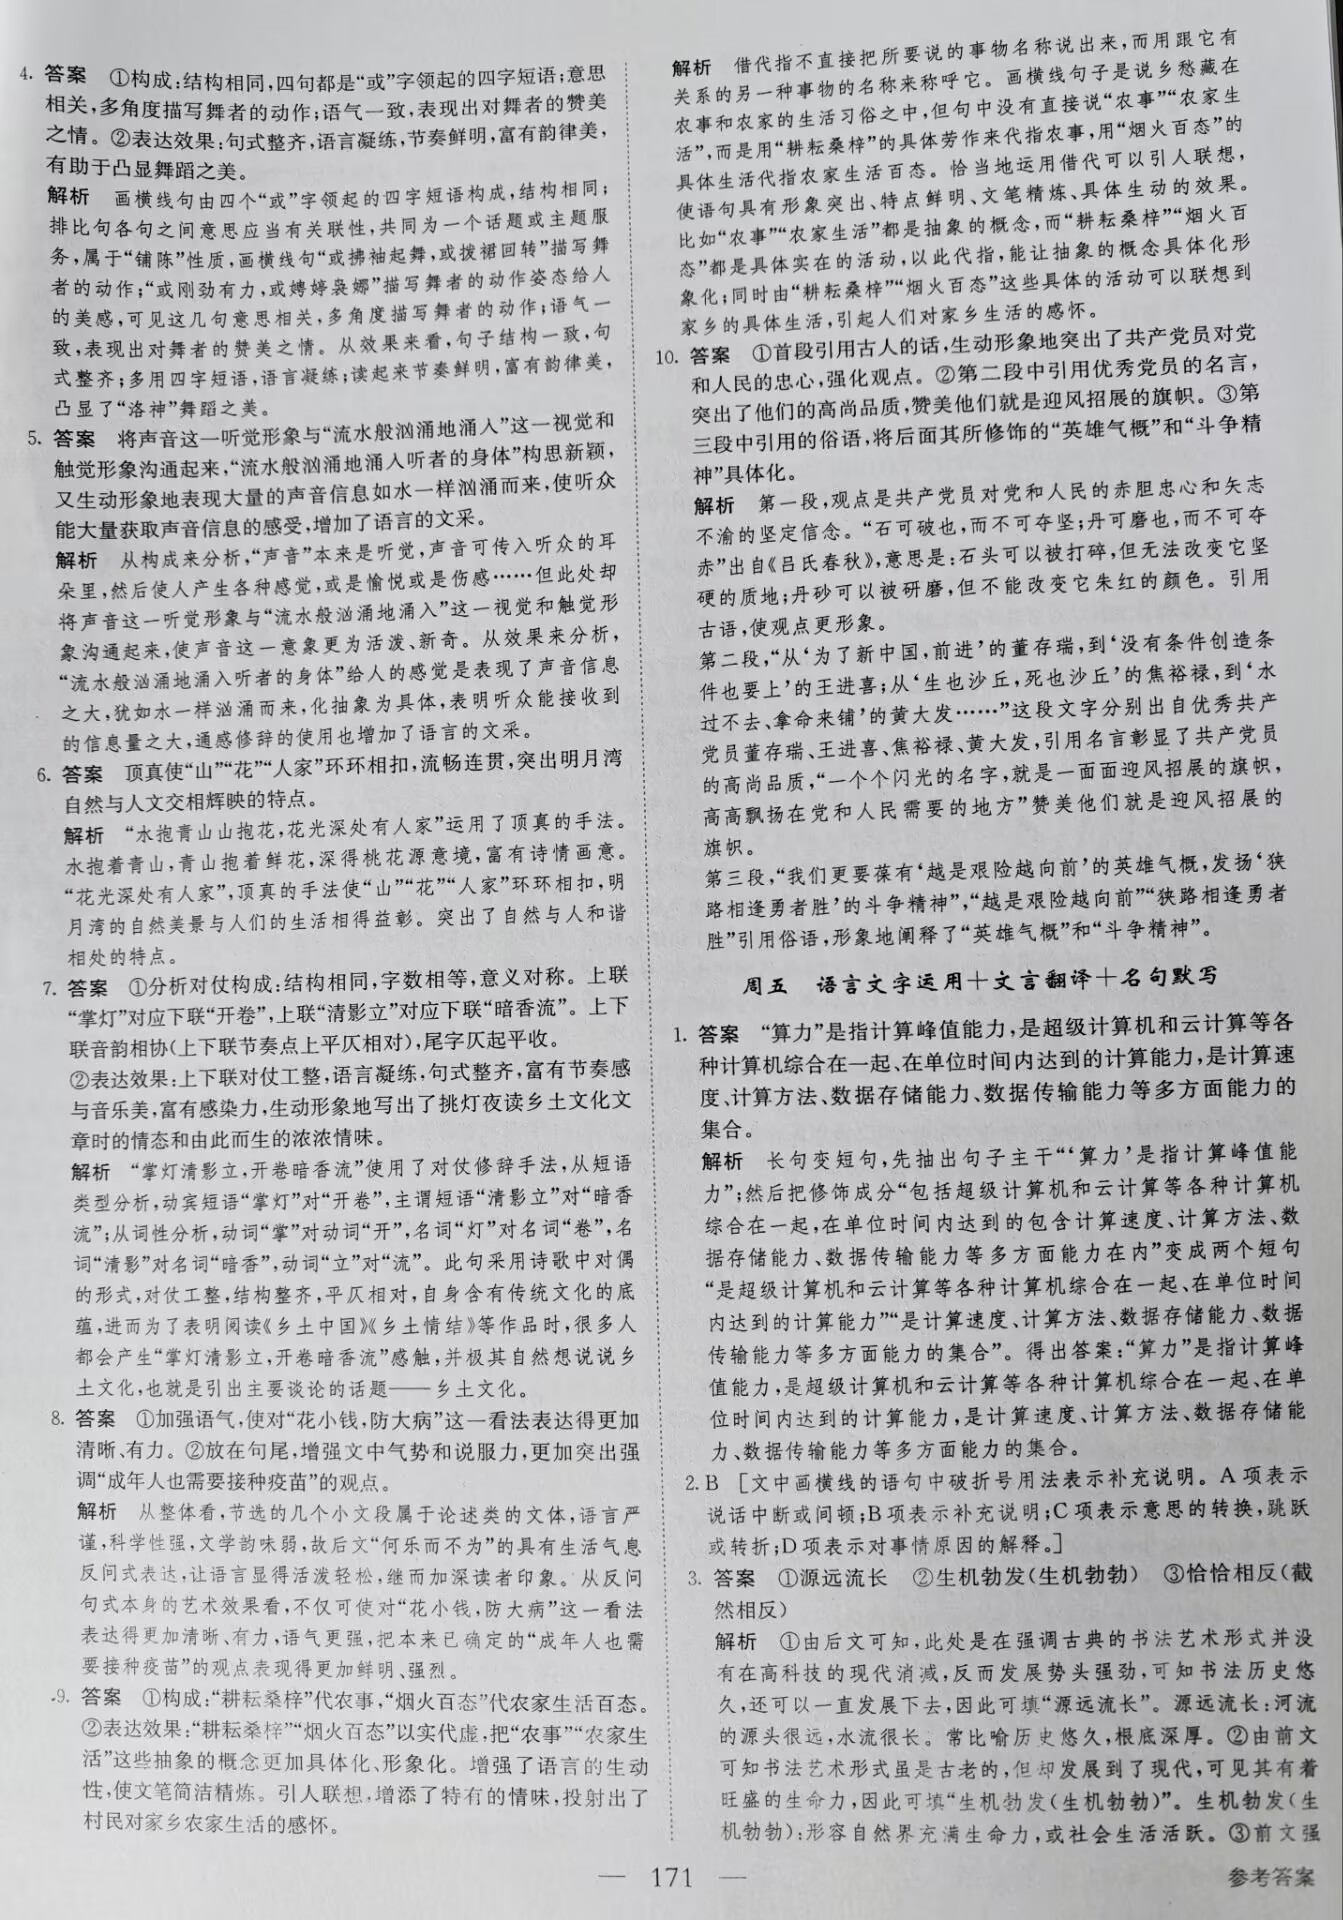 4. 答案 ①构成:结构相同,四句都是“或”字领起的四字短语;意思
相关,多角度描写舞者的动作;语气一致,表现出对舞者的赞美
之情。②表达效果:句式整齐,语言凝练,节奏鲜明,富有韵律美,
有助于凸显舞蹈之美。
解析 画横线句由四个“或”字领起的四字短语构成,结构相同;
排比句各句之间意思应当有关联性,共同为一个话题或主题服
务,属于“铺陈”性质,画横线句“或拂袖起舞,或拨裙回转”描写舞
者的动作;“或刚劲有力,或娉婷袅娜”描写舞者的动作姿态给人
的美感,可见这几句意思相关,多角度描写舞者的动作;语气一
致,表现出对舞者的赞美之情。从效果来看,句子结构一致,句
式整齐;多用四字短语,语言凝练;读起来节奏鲜明,富有韵律美,
凸显了“洛神”舞蹈之美。
5. 答案 将声音这一听觉形象与“流水般汹涌地涌入”这一视觉和
触觉形象沟通起来,“流水般汹涌地涌入听者的身体”构思新颖,
又生动形象地表现大量的声音信息如水一样汹涌而来,使听众
能大量获取声音信息的感受,增加了语言的文采。
解析 从构成来分析,“声音”本来是听觉,声音可传入听众的耳
朵里,然后使人产生各种感觉,或是愉悦或是伤感……但此处却
将声音这一听觉形象与“流水般汹涌地涌入”这一视觉和触觉形
象沟通起来,使声音这一意象更为活泼、新奇。从效果来分析,
“流水般汹涌地涌入听者的身体”给人的感觉是表现了声音信息
之大,犹如水一样汹涌而来,化抽象为具体,表明听众能接收到
的信息量之大,通感修辞的使用也增加了语言的文采。
6. 答案 顶真使“山”“花”“人家”环环相扣,流畅连贯,突出明月湾
自然与人文交相辉映的特点。
解析 “水抱青山山抱花,花光深处有人家”运用了顶真的手法。
水抱着青山,青山抱着鲜花,深得桃花源意境,富有诗情画意。
“花光深处有人家”,顶真的手法使“山”“花”“人家”环环相扣,明
月湾的自然美景与人们的生活相得益彰。突出了自然与人和谐
相处的特点。
7. 答案 ①分析对仗构成:结构相同,字数相等,意义对称。上联
“掌灯”对应下联“开卷”,上联“清影立”对应下联“暗香流”。上下
联音韵相协(上下联节奏点上平仄相对),尾字仄起平收。
②表达效果:上下联对仗工整,语言凝练,句式整齐,富有节奏感
与音乐美,富有感染力,生动形象地写出了挑灯夜读乡土文化文
章时的情态和由此而生的浓浓情味。
解析 “掌灯清影立,开卷暗香流”使用了对仗修辞手法,从短语
类型分析,动宾短语“掌灯”对“开卷”,主谓短语“清影立”对“暗香
流”;从词性分析,动词“掌”对动词“开”,名词“灯”对名词“卷”,名
词“清影”对名词“暗香”,动词“立”对“流”。此句采用诗歌中对偶
的形式,对仗工整,结构整齐,平仄相对,自身含有传统文化的底
蕴,进而为了表明阅读《乡土中国》《乡土情结》等作品时,很多人
都会产生“掌灯清影立,开卷暗香流”感触,并极其自然想说说乡
土文化,也就是引出主要谈论的话题——乡土文化。
8. 答案 ①加强语气,使对“花小钱,防大病”这一看法表达得更加
清晰、有力。②放在句尾,增强文中气势和说服力,更加突出强
调“成年人也需要接种疫苗”的观点。
解析 从整体看,节选的几个小文段属于论述类的文体,语言严
谨,科学性强,文学韵味弱,故后文“何乐而不为”的具有生活气息
反问式表达,让语言显得活泼轻松,继而加深读者印象。从反问
句式本身的艺术效果看,不仅可使对“花小钱,防大病”这一看法
表达得更加清晰、有力,语气更强,把本来已确定的“成年人也需
要接种疫苗”的观点表现得更加鲜明、强烈。
9. 答案 ①构成:“耕耘桑梓”代农事,“烟火百态”代农家生活百态。
②表达效果:“耕耘桑梓”“烟火百态”以实代虚,把“农事”“农家生
活”这些抽象的概念更加具体化、形象化。增强了语言的生动
性,使文笔简洁精炼。引人联想,增添了特有的情味,投射出了
村民对家乡农家生活的感怀。
解析 借代指不直接把所要说的事物名称说出来,而用跟它有
关系的另一种事物的名称来称呼它。画横线句子是说乡愁藏在
农事和农家的生活习俗之中,但句中没有直接说“农事”“农家生
活”,而是用“耕耘桑梓”的具体劳作来代指农事,用“烟火百态”的
具体生活代指农家生活百态。恰当地运用借代可以引人联想,
使语句具有形象突出、特点鲜明、文笔精炼、具体生动的效果。
比如“农事”“农家生活”都是抽象的概念,而“耕耘桑梓”“烟火百
态”都是具体实在的活动,以此代指,能让抽象的概念具体化形
象化;同时由“耕耘桑梓”“烟火百态”这些具体的活动可以联想到
家乡的具体生活,引起人们对家乡生活的感怀。
10. 答案 ①首段引用古人的话,生动形象地突出了共产党员对党
和人民的忠心,强化观点。②第二段中引用优秀党员的名言,
突出了他们的高尚品质,赞美他们就是迎风招展的旗帜。③第
三段中引用的俗语,将后面其所修饰的“英雄气概”和“斗争精
神”具体化。
解析 第一段,观点是共产党员对党和人民的赤胆忠心和矢志
不渝的坚定信念。“石可破也,而不可夺坚;丹可磨也,而不可夺
赤”出自《吕氏春秋》,意思是:石头可以被打碎,但无法改变它坚
硬的质地;丹砂可以被研磨,但不能改变它朱红的颜色。引用
古语,使观点更形象。
第二段,“从‘为了新中国,前进’的董存瑞,到‘没有条件创造条
件也要上’的王进喜;从‘生也沙丘,死也沙丘’的焦裕禄,到‘水
过不去、拿命来铺’的黄大发……”这段文字分别出自优秀共产
党员董存瑞、王进喜、焦裕禄、黄大发,引用名言彰显了共产党员
的高尚品质,“一个个闪光的名字,就是一面面迎风招展的旗帜,
高高飘扬在党和人民需要的地方”赞美他们就是迎风招展的
旗帜。
第三段,“我们更要葆有‘越是艰险越向前’的英雄气概,发扬‘狭
路相逢勇者胜’的斗争精神”,“越是艰险越向前”“狭路相逢勇者
胜”引用俗语,形象地阐释了“英雄气概”和“斗争精神”。
周五 语言文字运用+文言翻译+名句默写
1. 答案 “算力”是指计算峰值能力,是超级计算机和云计算等各
种计算机综合在一起、在单位时间内达到的计算能力,是计算速
度、计算方法、数据存储能力、数据传输能力等多方面能力的
集合。
解析 长句变短句,先抽出句子主干“‘算力’是指计算峰值能
力”;然后把修饰成分“包括超级计算机和云计算等各种计算机
综合在一起,在单位时间内达到的包含计算速度、计算方法、数
据存储能力、数据传输能力等多方面能力在内”变成两个短句
“是超级计算机和云计算等各种计算机综合在一起、在单位时间
内达到的计算能力”“是计算速度、计算方法、数据存储能力、数据
传输能力等多方面能力的集合”。得出答案:“算力”是指计算峰
值能力,是超级计算机和云计算等各种计算机综合在一起、在单
位时间内达到的计算能力,是计算速度、计算方法、数据存储能
力、数据传输能力等多方面能力的集合。
2. B [文中画横线的语句中破折号用法表示补充说明。A项表示
说话中断或间顿;B项表示补充说明;C项表示意思的转换,跳跃
或转折;D项表示对事情原因的解释。]
3. 答案 ①源远流长 ②生机勃发(生机勃勃) ③恰恰相反(截
然相反)
解析 ①由后文可知,此处是在强调古典的书法艺术形式并没
有在高科技的现代消减,反而发展势头强劲,可知书法历史悠
久,还可以一直发展下去,因此可填“源远流长”。源远流长:河流
的源头很远,水流很长。常比喻历史悠久,根底深厚。②由前文
可知书法艺术形式虽是古老的,但却发展到了现代,可见其有着
旺盛的生命力,因此可填“生机勃发(生机勃勃)”。生机勃发(生
机勃勃):形容自然界充满生命力,或社会生活活跃。③前文强
— 171 —
参考答案